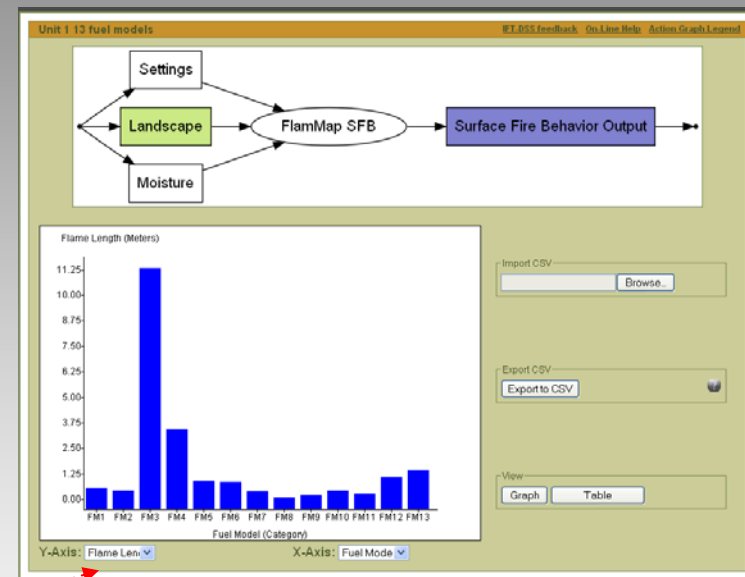 Unit 1 13 fuel models
IFT-DSS feedback On-Line Help Action Graph Legend
Settings
Landscape
FlamMap SFB
Surface Fire Behavior Output
Moisture
Flame Length (Meters)
11.25
10.00
8.75
7.50
6.25
5.00
3.75
2.50
1.25
0.00
FM1 FM2 FM3 FM4 FM5 FM6 FM7 FM8 FM9 FM10 FM11 FM12 FM13
Fuel Model (Category)
Y-Axis: Flame Len
X-Axis: Fuel Mode
Import CSV
Browse..
Export CSV
Export to CSV
View
Graph
Table